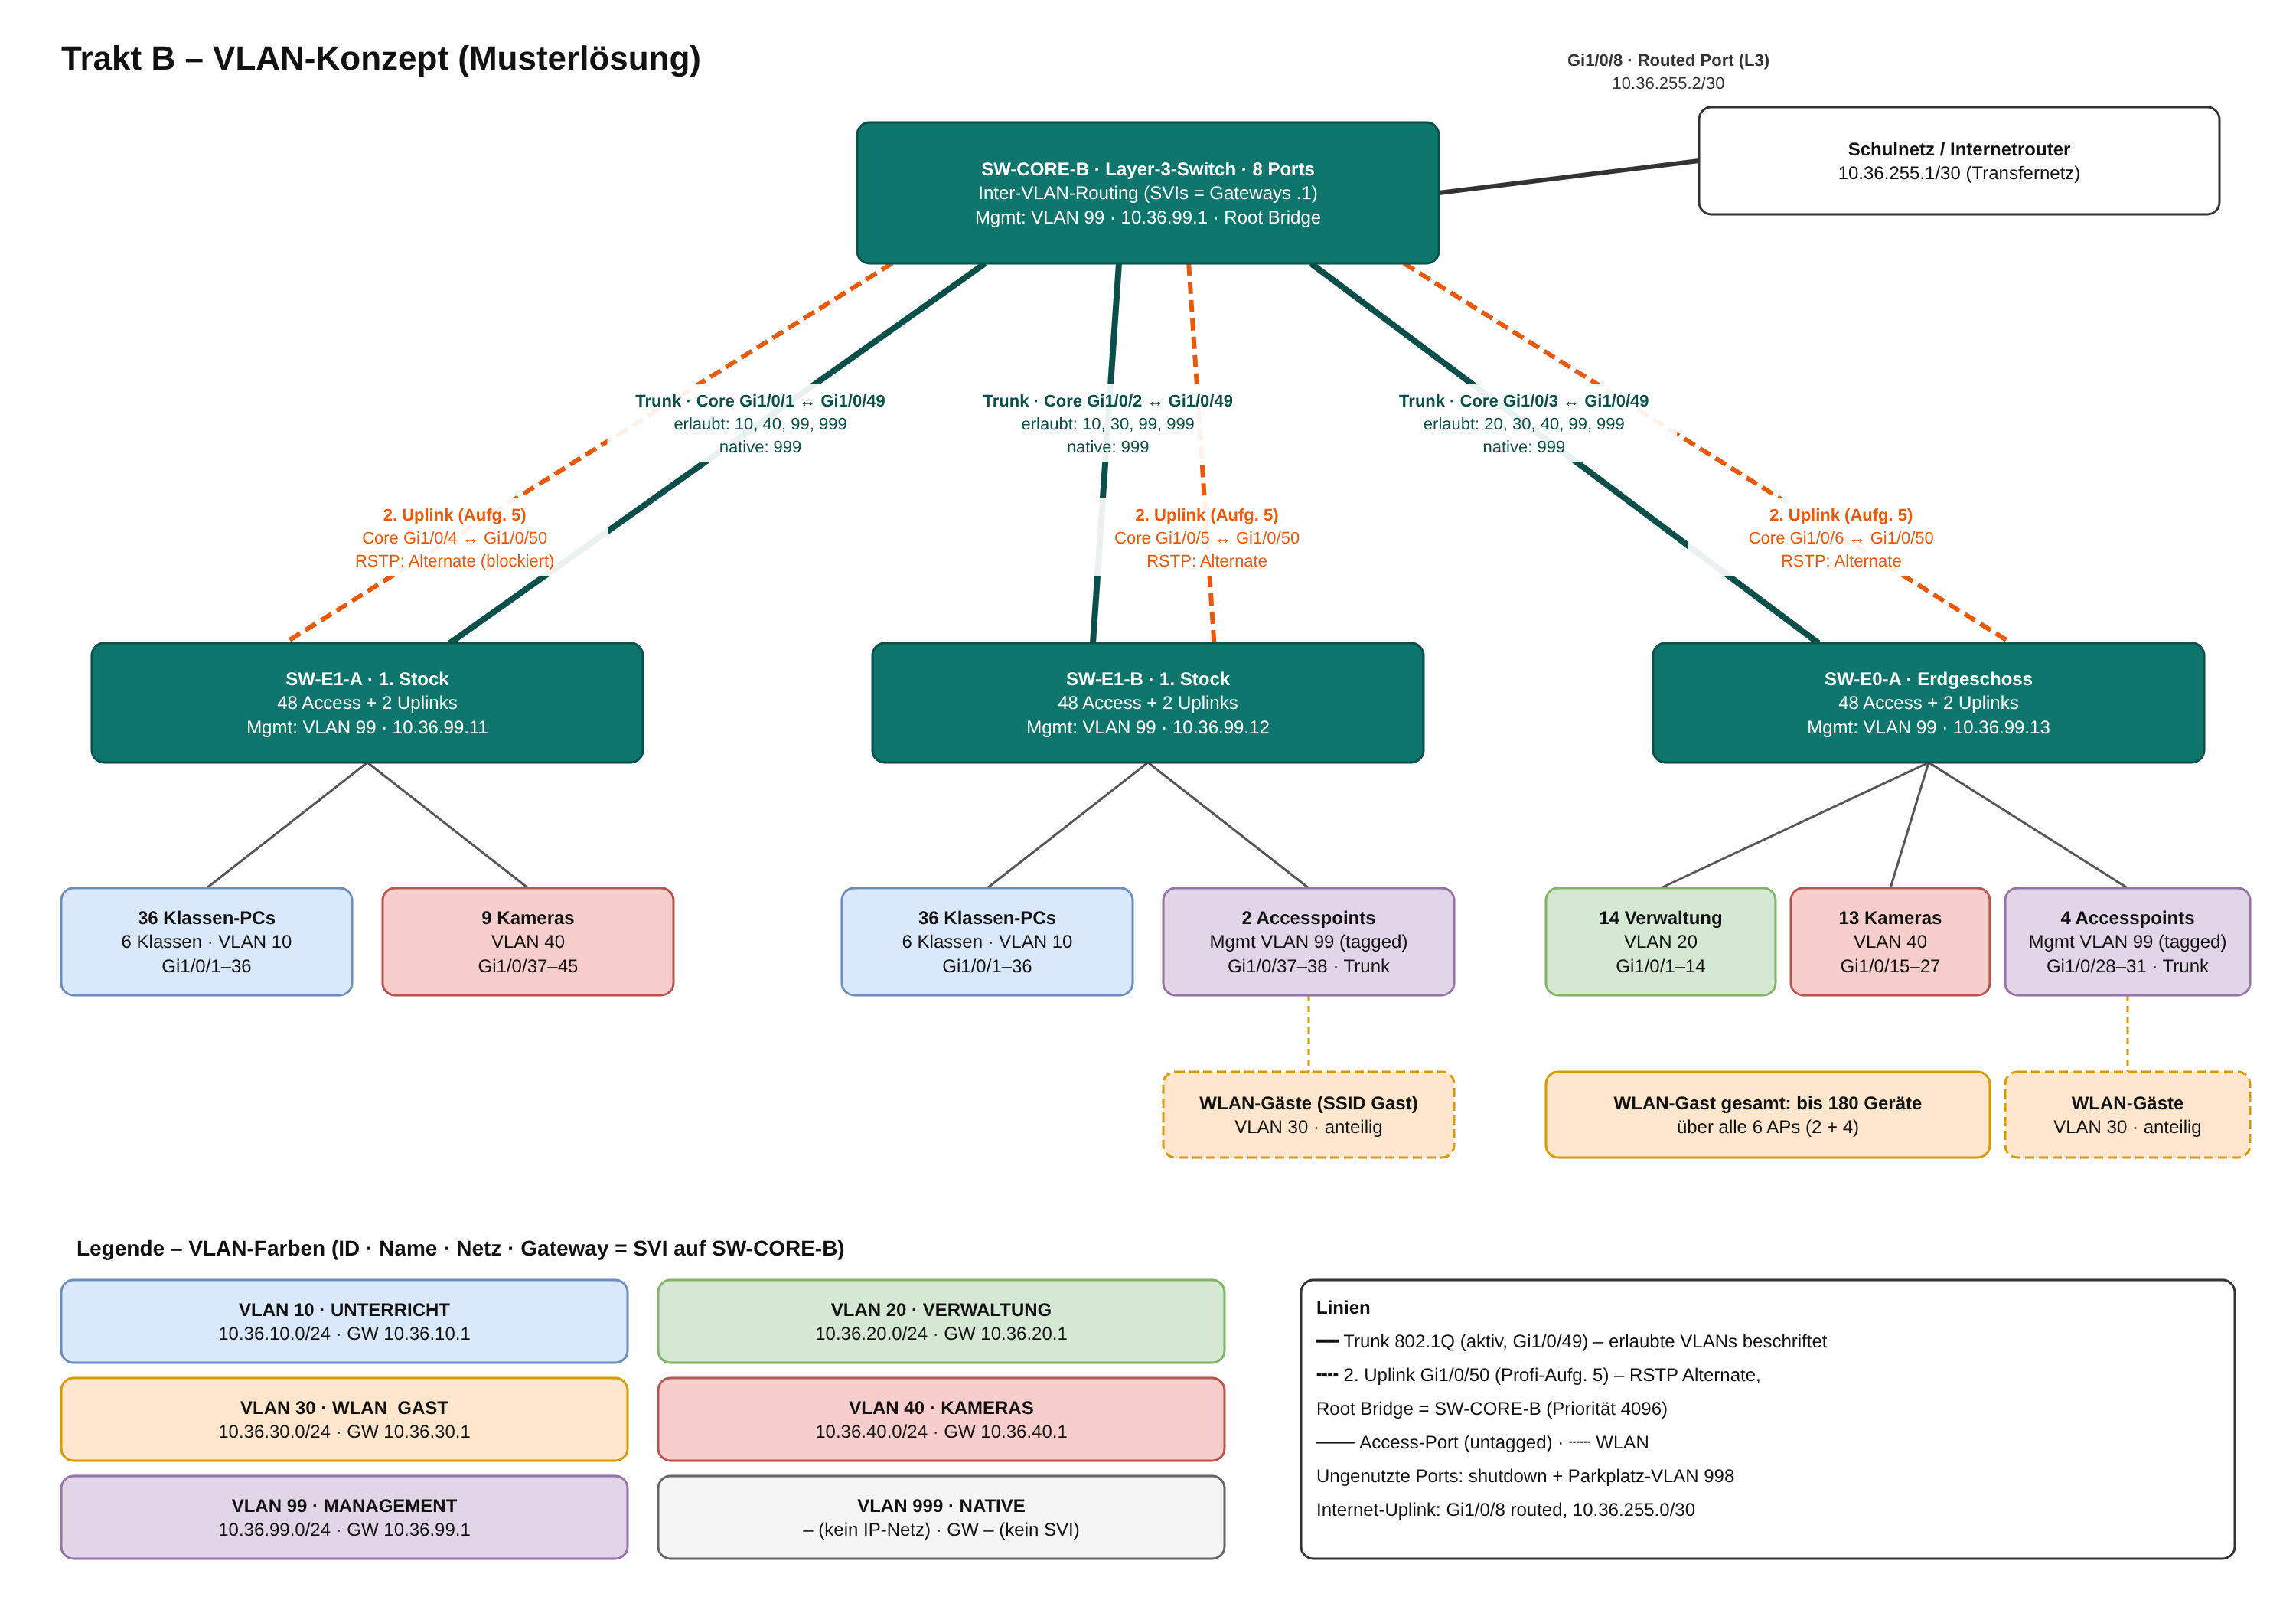 Trakt B – VLAN-Konzept (Musterlösung)
Gi1/0/8 · Routed Port (L3)
10.36.255.2/30
SW-CORE-B · Layer-3-Switch · 8 Ports
Inter-VLAN-Routing (SVIs = Gateways .1)
Mgmt: VLAN 99 · 10.36.99.1 · Root Bridge
Schulnetz / Internetrouter
10.36.255.1/30 (Transfernetz)
Trunk · Core Gi1/0/1 ↔ Gi1/0/49
erlaubt: 10, 40, 99, 999
native: 999
Trunk · Core Gi1/0/2 ↔ Gi1/0/49
erlaubt: 10, 30, 99, 999
native: 999
Trunk · Core Gi1/0/3 ↔ Gi1/0/49
erlaubt: 20, 30, 40, 99, 999
native: 999
2. Uplink (Aufg. 5)
Core Gi1/0/4 ↔ Gi1/0/50
RSTP: Alternate (blockiert)
2. Uplink (Aufg. 5)
Core Gi1/0/5 ↔ Gi1/0/50
RSTP: Alternate
2. Uplink (Aufg. 5)
Core Gi1/0/6 ↔ Gi1/0/50
RSTP: Alternate
SW-E1-A · 1. Stock
48 Access + 2 Uplinks
Mgmt: VLAN 99 · 10.36.99.11
SW-E1-B · 1. Stock
48 Access + 2 Uplinks
Mgmt: VLAN 99 · 10.36.99.12
SW-E0-A · Erdgeschoss
48 Access + 2 Uplinks
Mgmt: VLAN 99 · 10.36.99.13
36 Klassen-PCs
6 Klassen · VLAN 10
Gi1/0/1–36
9 Kameras
VLAN 40
Gi1/0/37–45
36 Klassen-PCs
6 Klassen · VLAN 10
Gi1/0/1–36
2 Accesspoints
Mgmt VLAN 99 (tagged)
Gi1/0/37–38 · Trunk
14 Verwaltung
VLAN 20
Gi1/0/1–14
13 Kameras
VLAN 40
Gi1/0/15–27
4 Accesspoints
Mgmt VLAN 99 (tagged)
Gi1/0/28–31 · Trunk
WLAN-Gäste (SSID Gast)
VLAN 30 · anteilig
WLAN-Gast gesamt: bis 180 Geräte
über alle 6 APs (2 + 4)
WLAN-Gäste
VLAN 30 · anteilig
Legende – VLAN-Farben (ID · Name · Netz · Gateway = SVI auf SW-CORE-B)
VLAN 10 · UNTERRICHT
10.36.10.0/24 · GW 10.36.10.1
VLAN 20 · VERWALTUNG
10.36.20.0/24 · GW 10.36.20.1
VLAN 30 · WLAN_GAST
10.36.30.0/24 · GW 10.36.30.1
VLAN 40 · KAMERAS
10.36.40.0/24 · GW 10.36.40.1
VLAN 99 · MANAGEMENT
10.36.99.0/24 · GW 10.36.99.1
VLAN 999 · NATIVE
– (kein IP-Netz) · GW – (kein SVI)
Linien
━━ Trunk 802.1Q (aktiv, Gi1/0/49) – erlaubte VLANs beschriftet
┅┅ 2. Uplink Gi1/0/50 (Profi-Aufg. 5) – RSTP Alternate,
Root Bridge = SW-CORE-B (Priorität 4096)
─── Access-Port (untagged) · ┄┄ WLAN
Ungenutzte Ports: shutdown + Parkplatz-VLAN 998
Internet-Uplink: Gi1/0/8 routed, 10.36.255.0/30